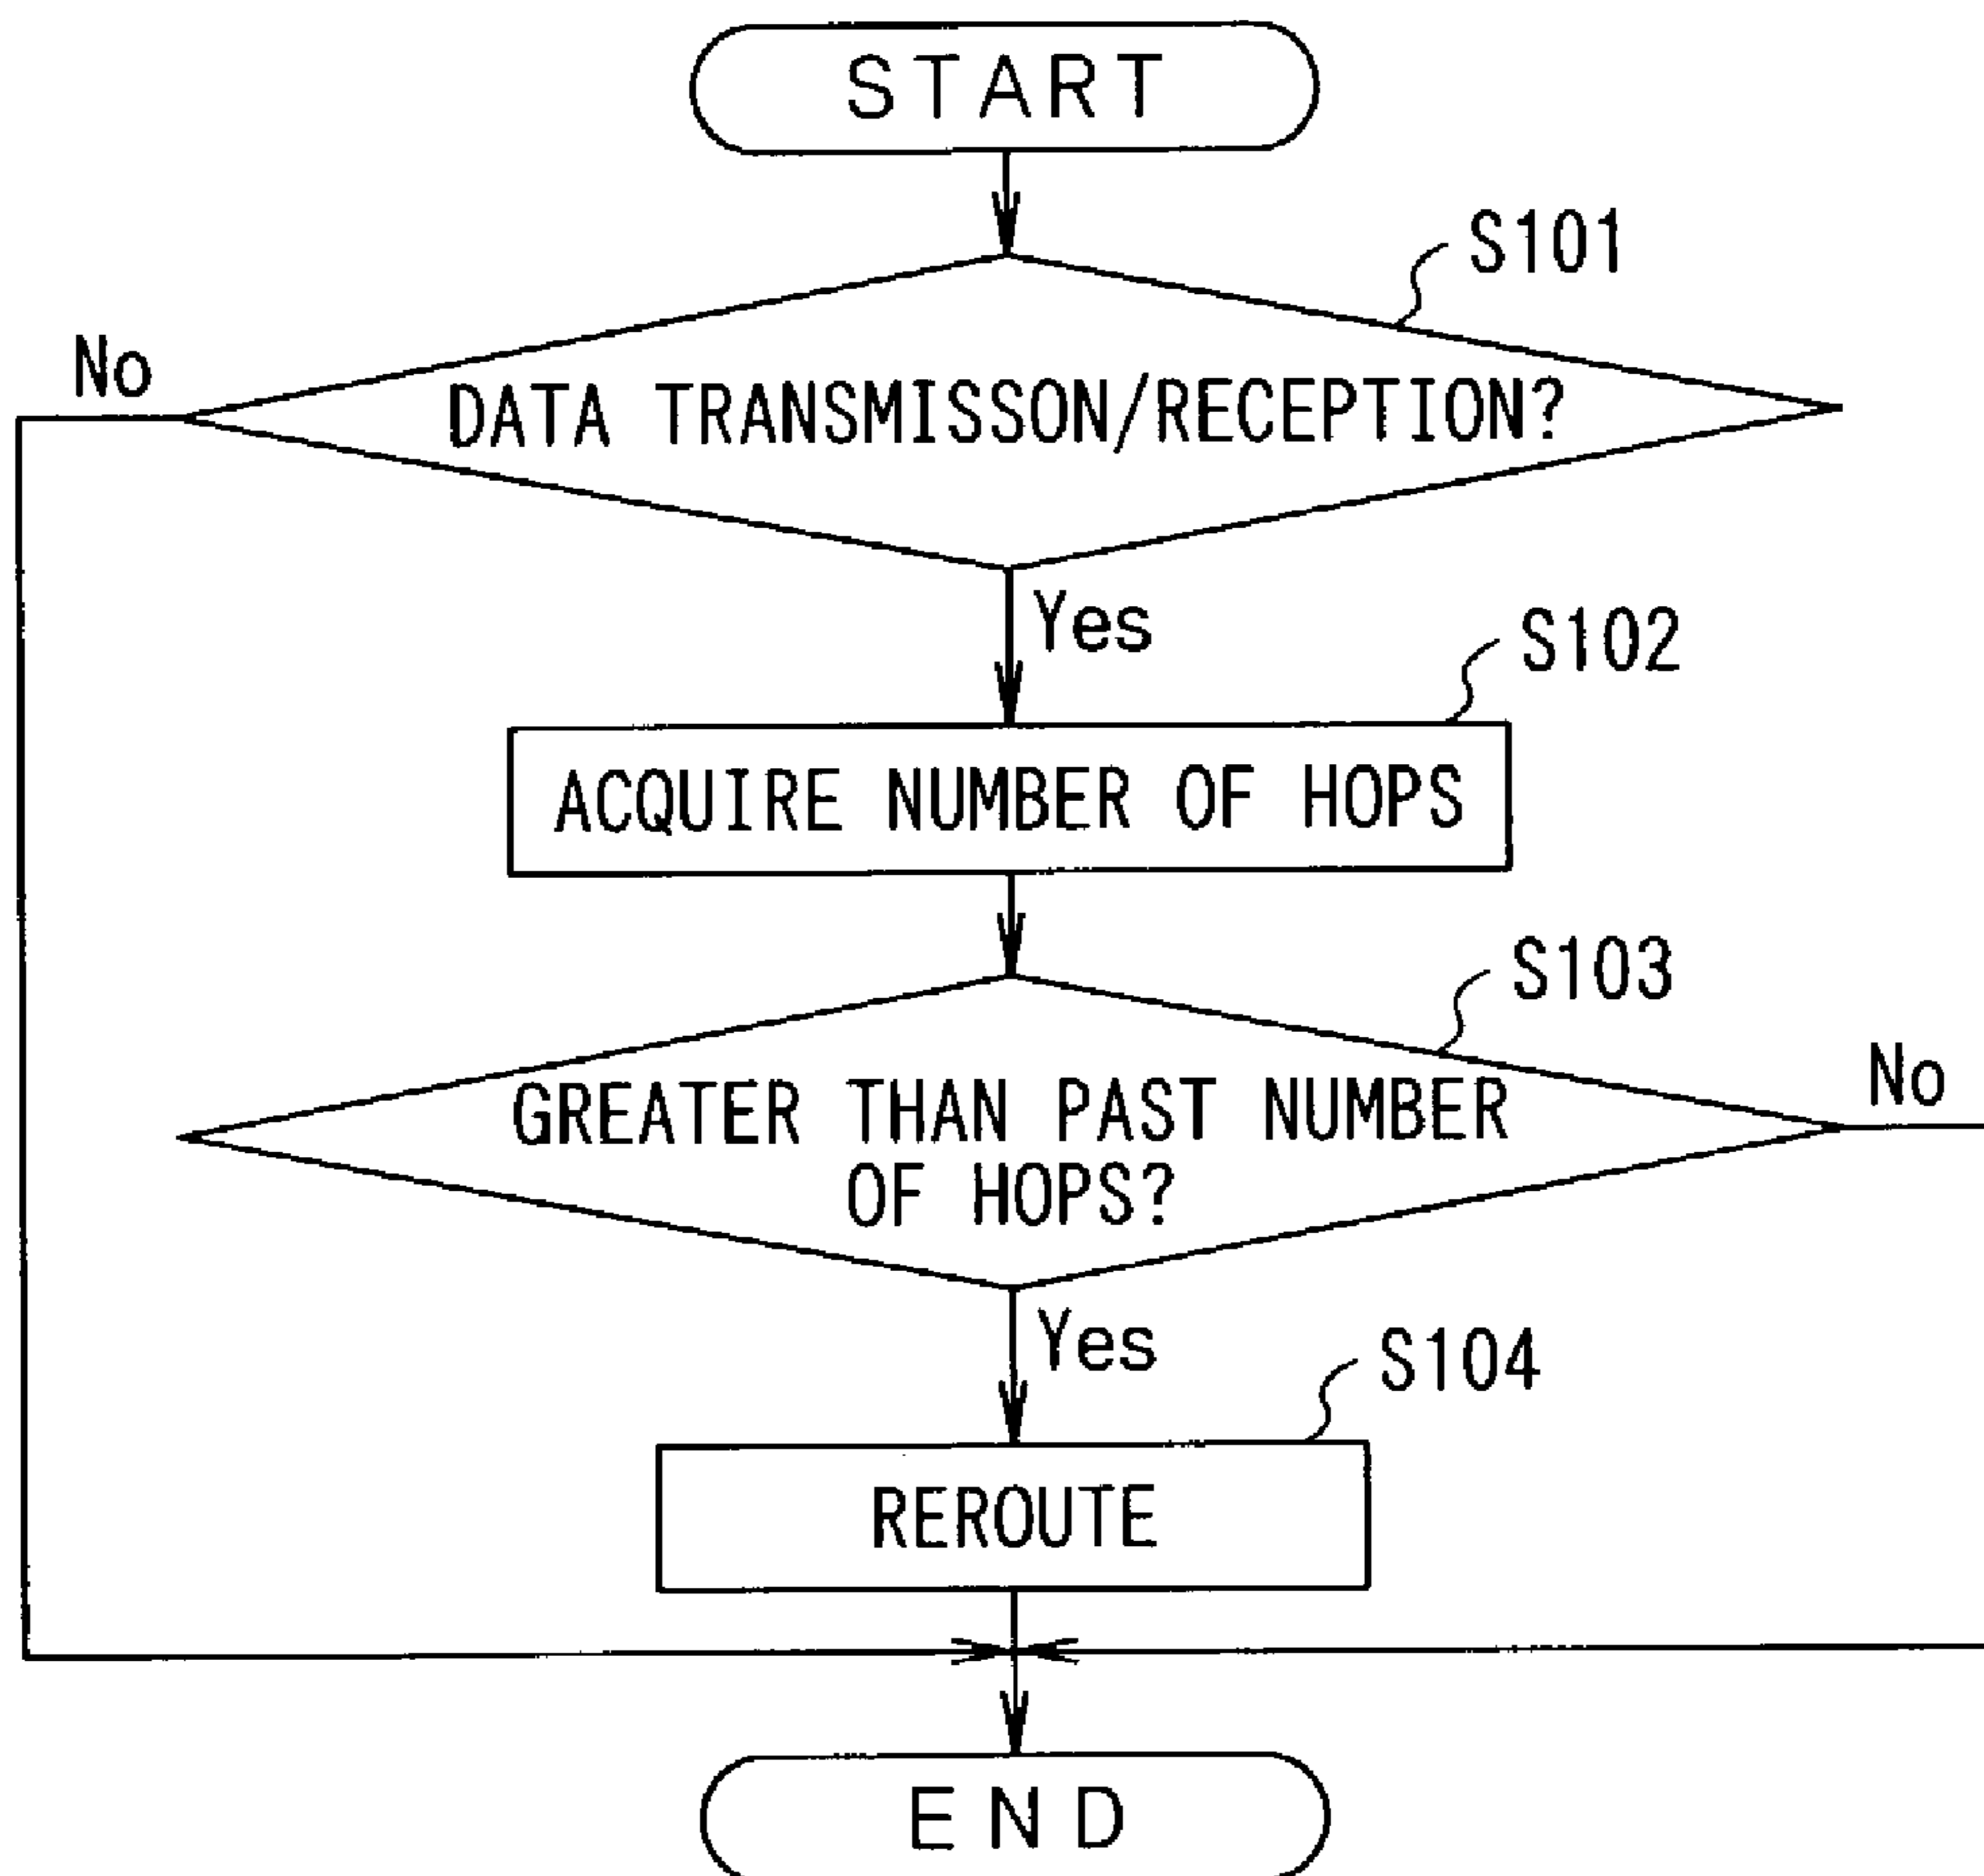 START
S101
No
DATA TRANSMISSON/RECEPTION?
Yes
S102
ACQUIRE NUMBER OF HOPS
S103
No
GREATER THAN PAST NUMBER
OF HOPS?
Yes
S104
REROUTE
END